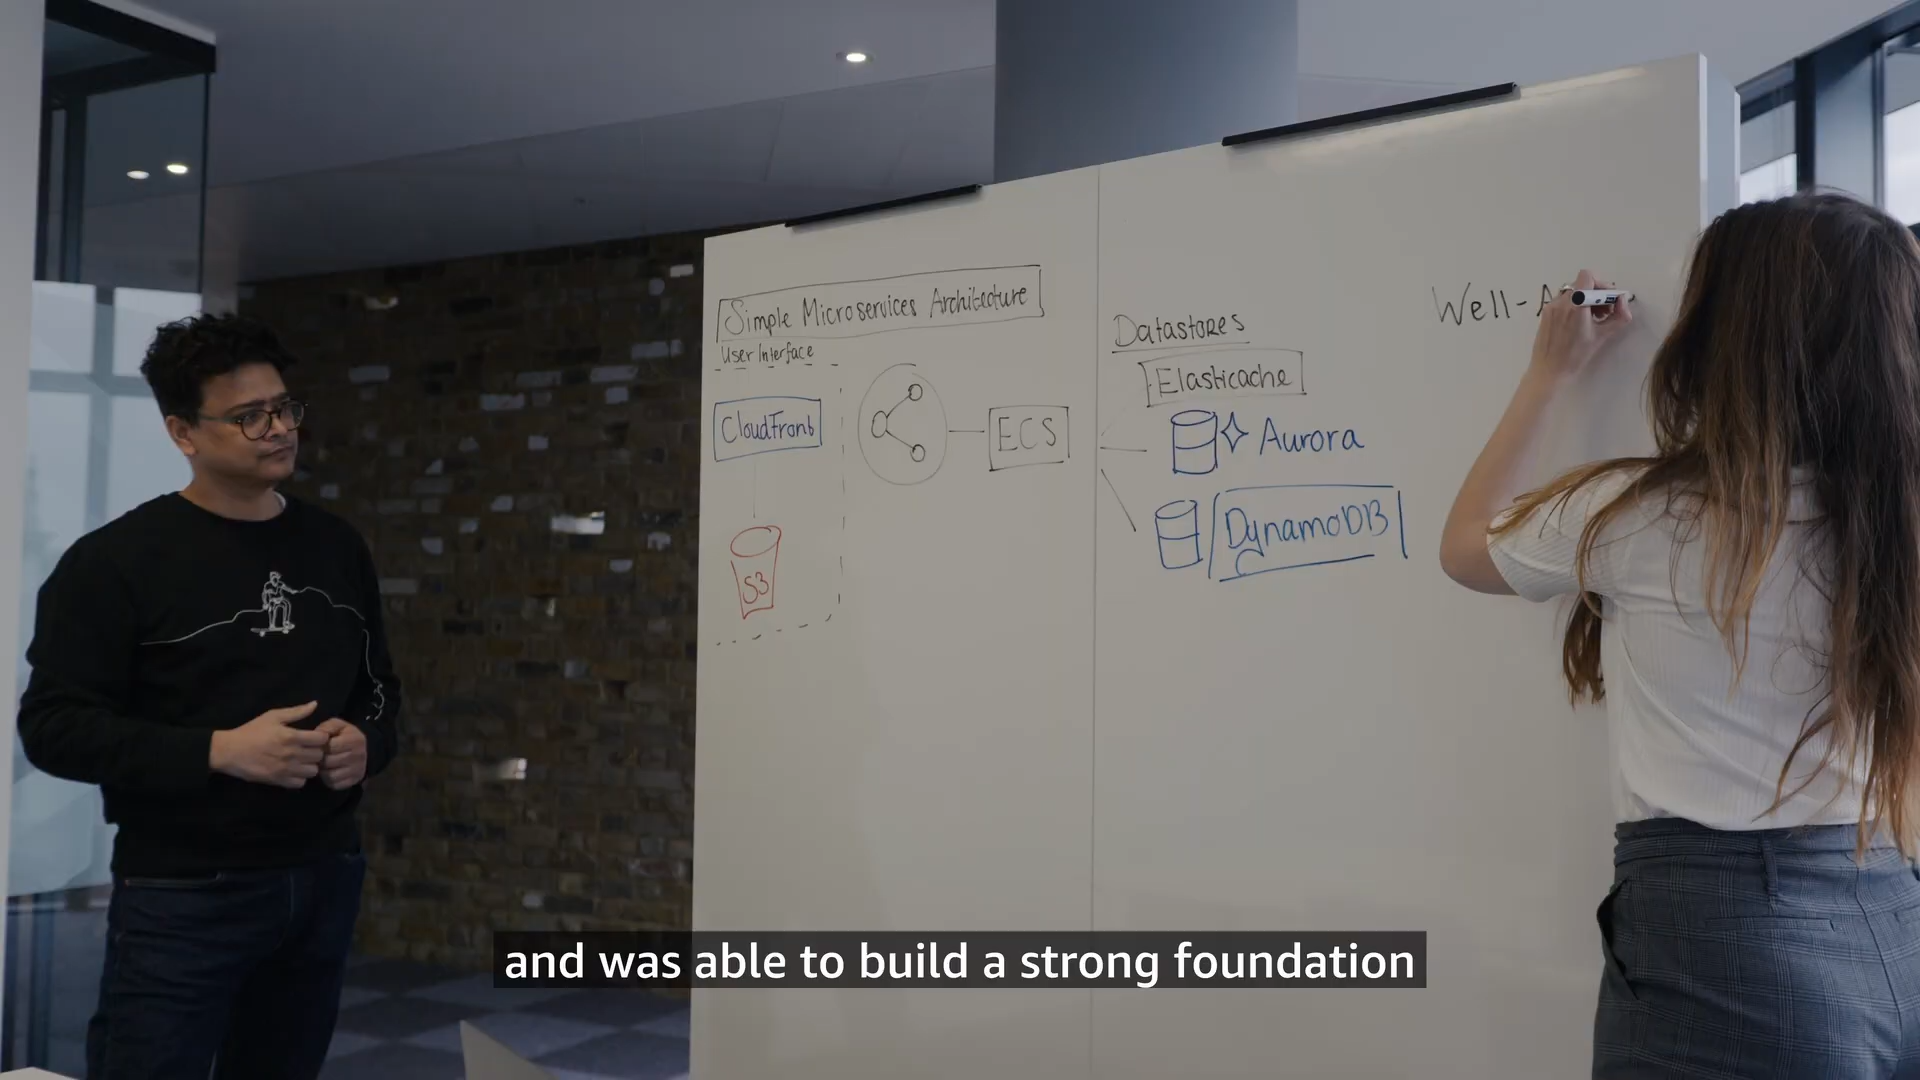 Simple Microservices Architecture
User Interface
CloudFront
S3
ECS
Datastores
Elasticache
Aurora
DynamoDB
Well-
and was able to build a strong foundation